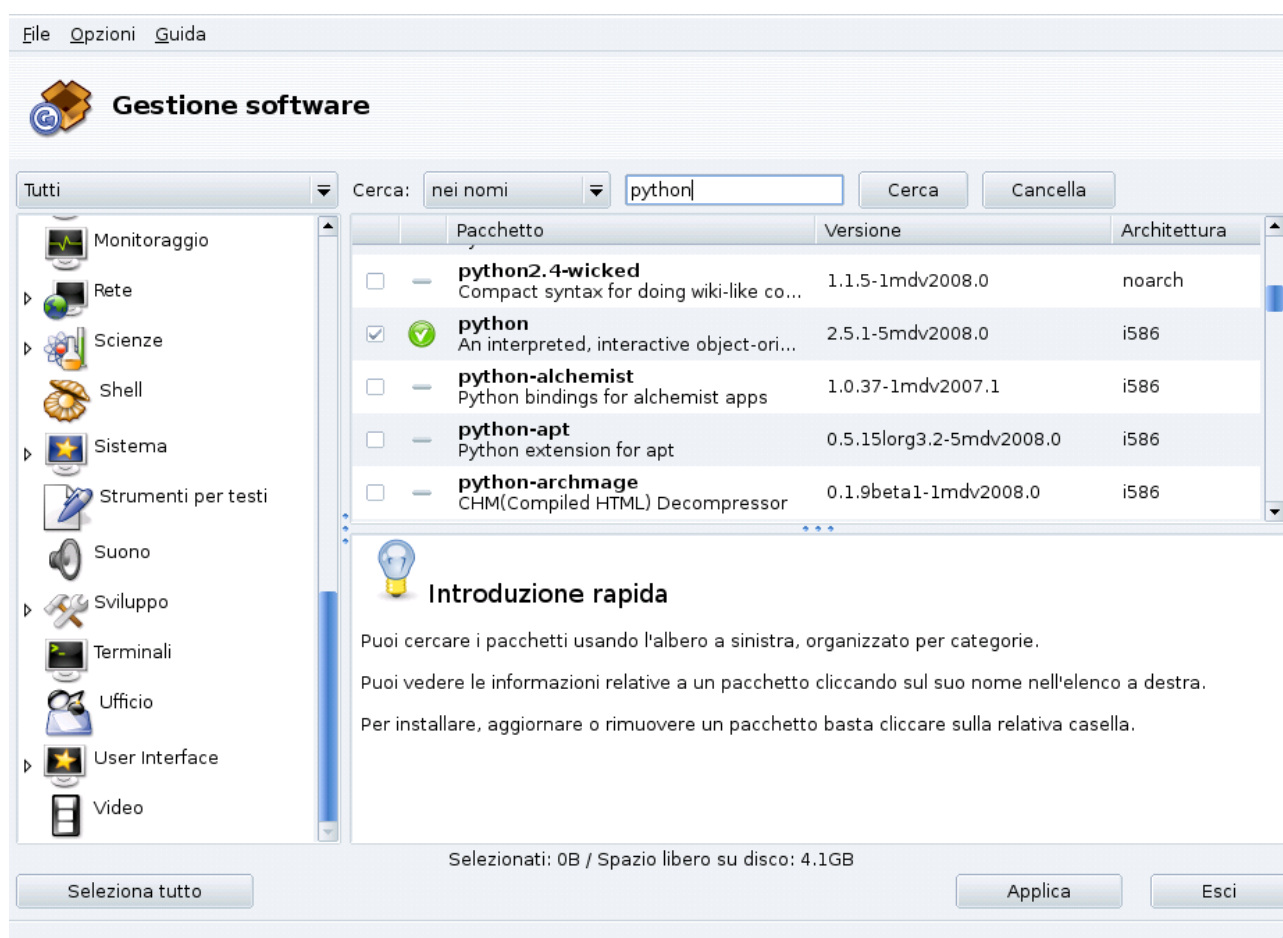 File Opzioni Guida
Gestione software
Tutti
Cerca: nei nomi python Cerca Cancella
Monitoraggio
Rete
Scienze
Shell
Sistema
Strumenti per testi
Suono
Sviluppo
Terminali
Ufficio
User Interface
Video
Pacchetto Versione Architettura
python2.4-wicked
Compact syntax for doing wiki-like co... 1.1.5-1mdv2008.0 noarch
python
An interpreted, interactive object-ori... 2.5.1-5mdv2008.0 i586
python-alchemist
Python bindings for alchemist apps 1.0.37-1mdv2007.1 i586
python-apt
Python extension for apt 0.5.15lorg3.2-5mdv2008.0 i586
python-archmage
CHM(Compiled HTML) Decompressor 0.1.9beta1-1mdv2008.0 i586
Introduzione rapida
Puoi cercare i pacchetti usando l'albero a sinistra, organizzato per categorie.
Puoi vedere le informazioni relative a un pacchetto cliccando sul suo nome nell'elenco a destra.
Per installare, aggiornare o rimuovere un pacchetto basta cliccare sulla relativa casella.
Selezionati: 0B / Spazio libero su disco: 4.1GB
Seleziona tutto Applica Esci